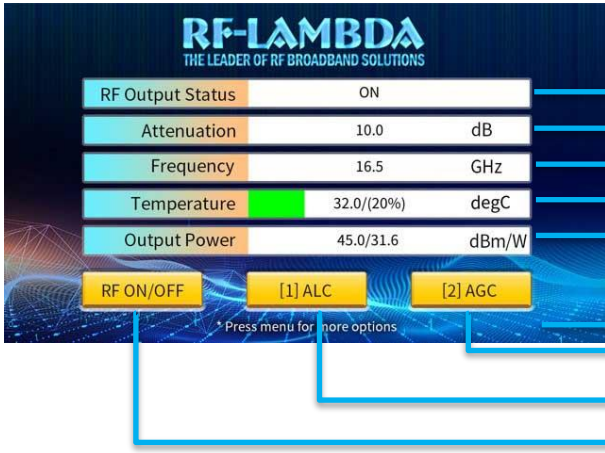 RF-LAMBDA
THE LEADER OF RF BROADBAND SOLUTIONS
RF Output Status ON
Attenuation 10.0 dB
Frequency 16.5 GHz
Temperature 32.0/(20%) degC
Output Power 45.0/31.6 dBm/W
RF ON/OFF [1] ALC [2] AGC
* Press menu for more options